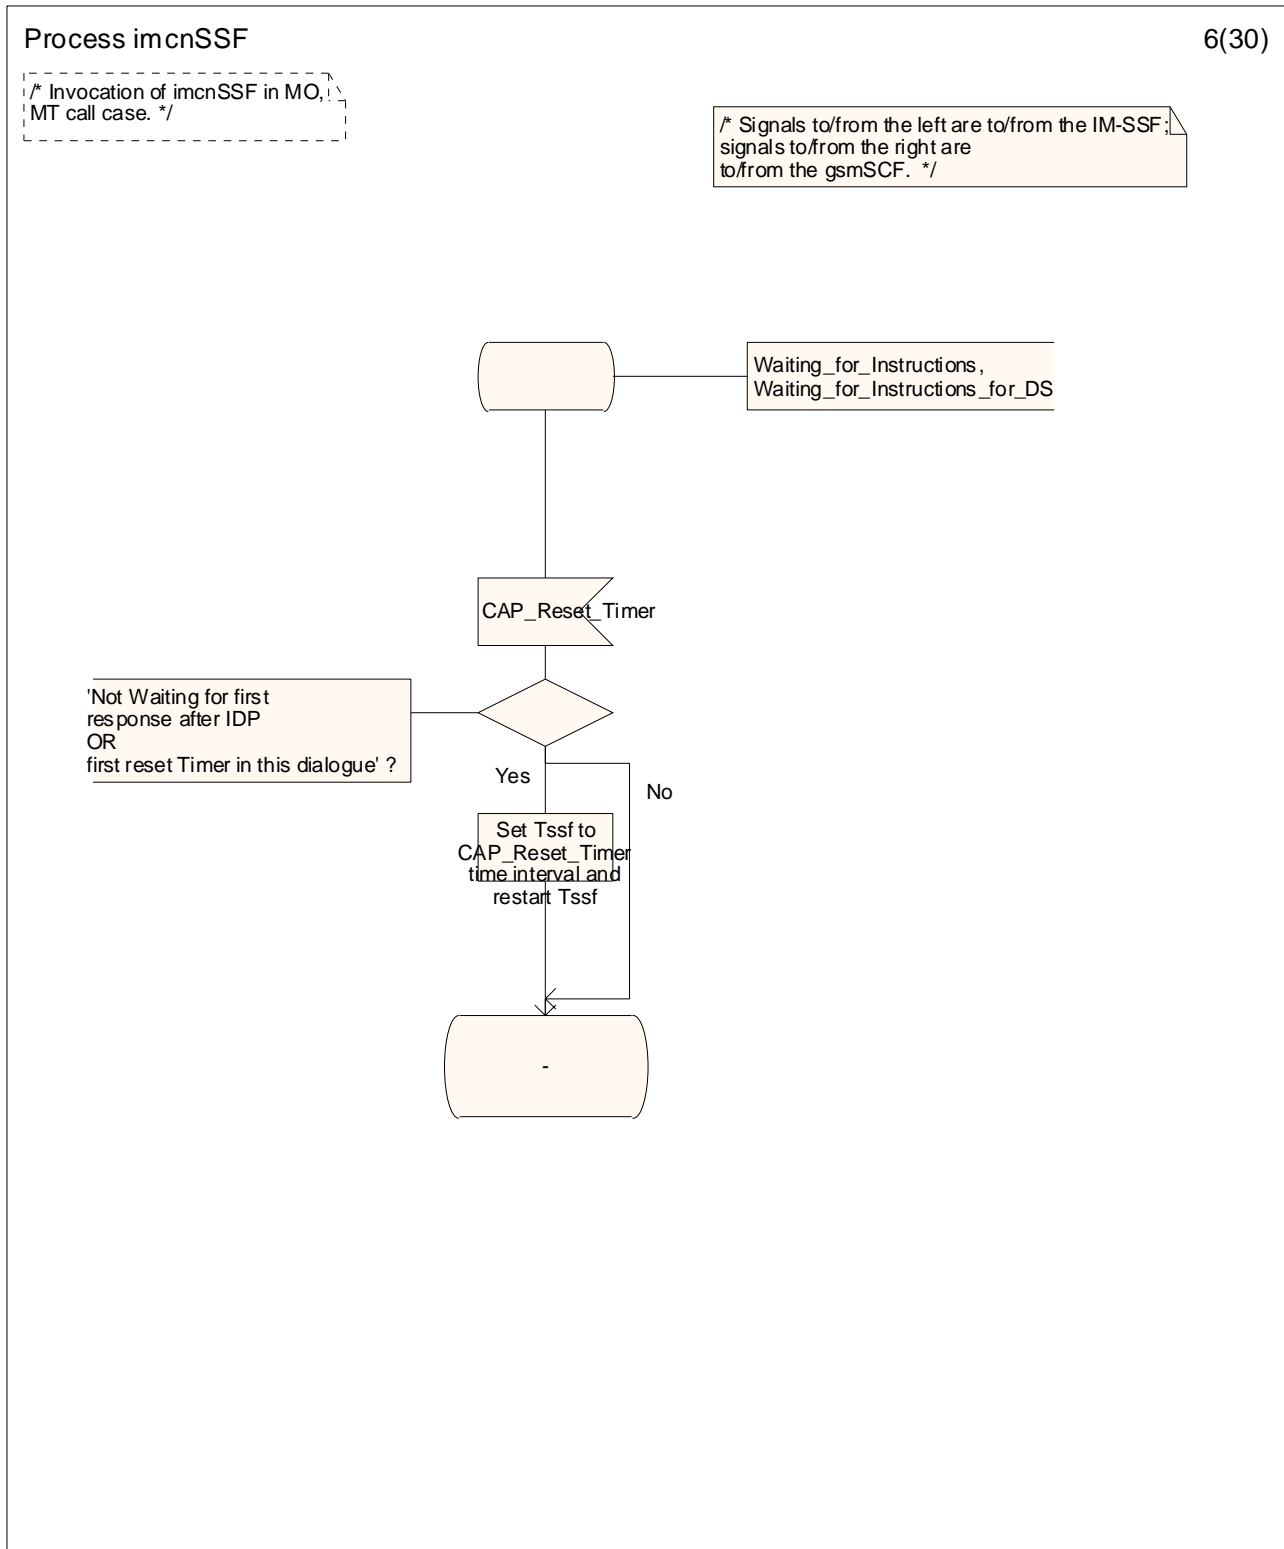 Process imcnSSF
6(30)
/* Invocation of imcnSSF in MO,
MT call case. */
/* Signals to/from the left are to/from the IM-SSF;
signals to/from the right are
to/from the gsmSCF. */
Waiting_for_Instructions,
Waiting_for_Instructions_for_DS
CAP_Reset_Timer
'Not Waiting for first
response after IDP
OR
first reset Timer in this dialogue' ?
Yes
No
Set Tssf to
CAP_Reset_Timer
time interval and
restart Tssf
-